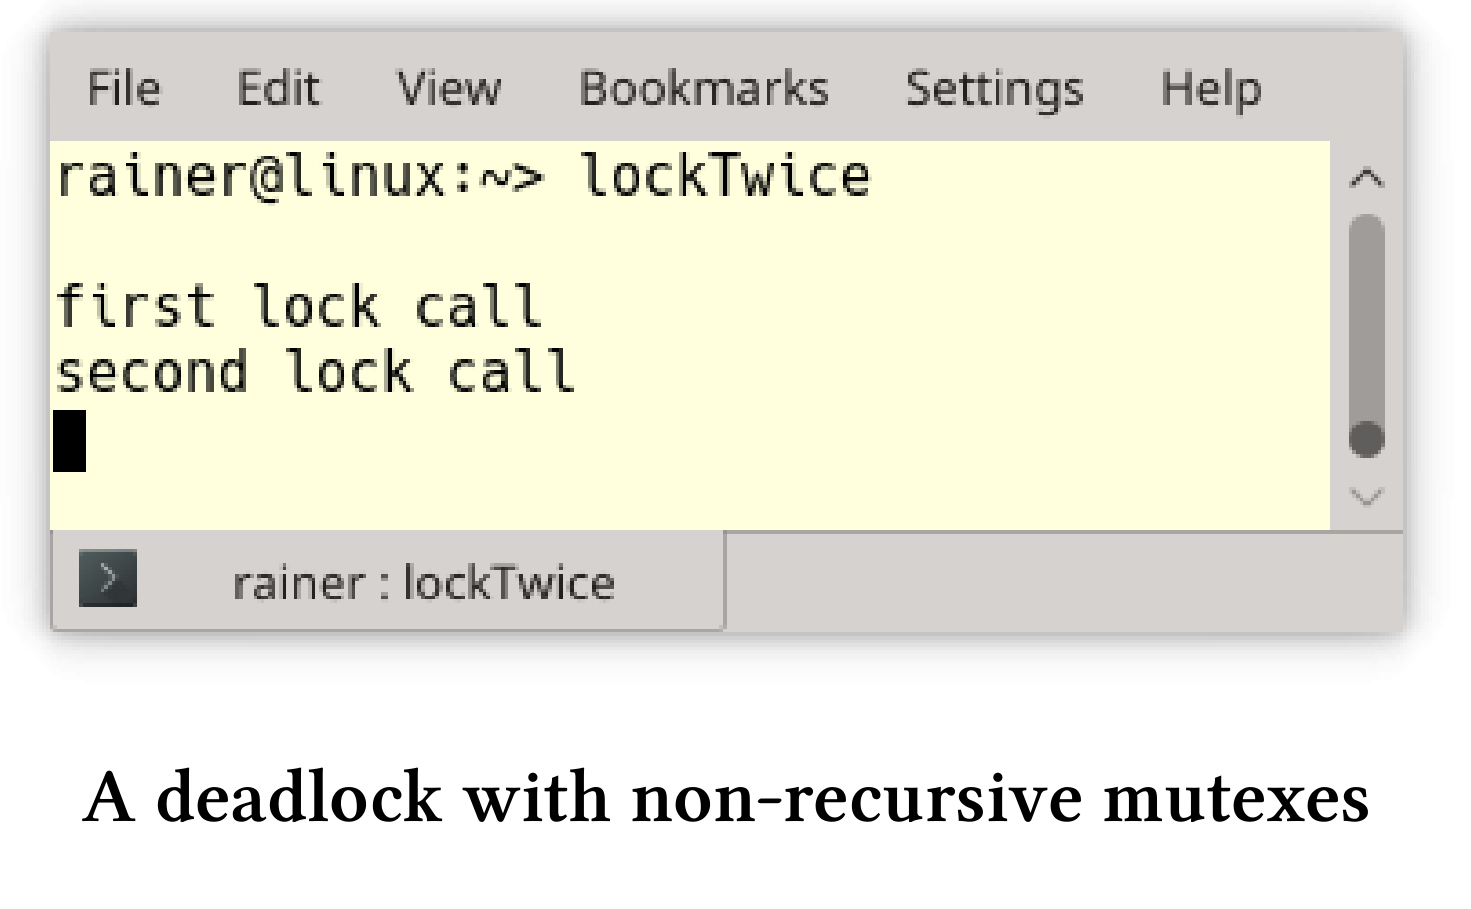 File Edit View Bookmarks Settings Help
rainer@linux:~> lockTwice
first lock call
second lock call
rainer : lockTwice
A deadlock with non-recursive mutexes